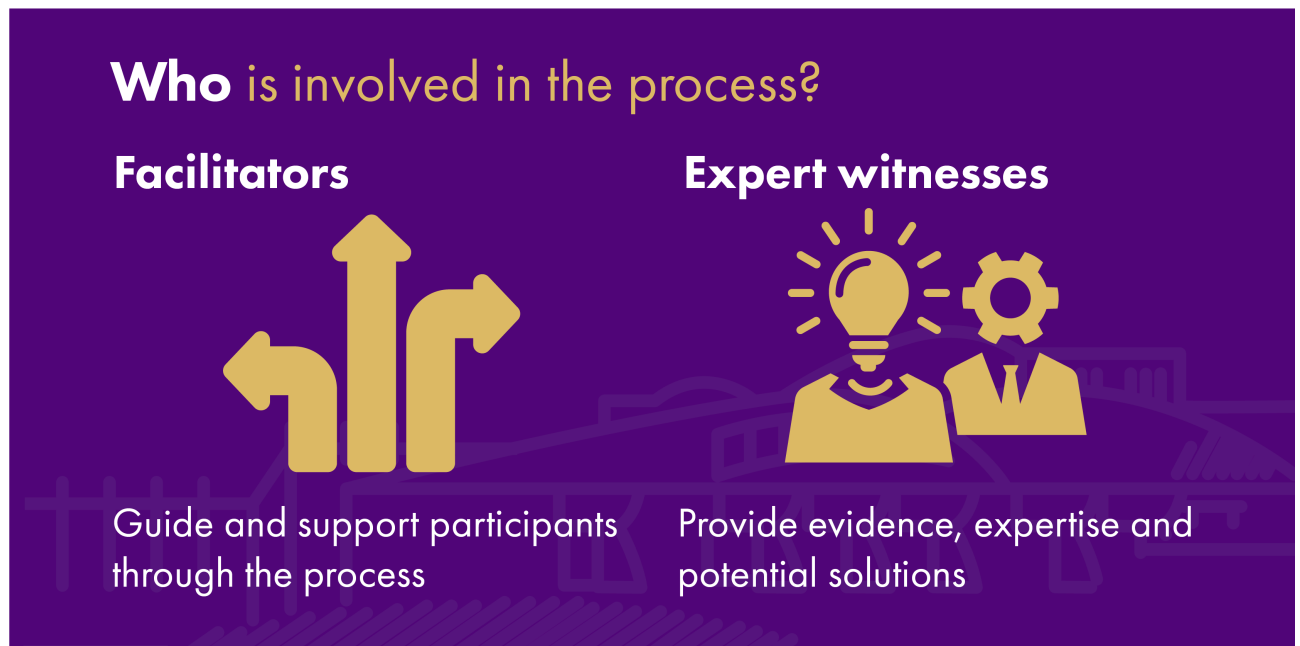 Who is involved in the process?
Facilitators
Guide and support participants
through the process
Expert witnesses
Provide evidence, expertise and
potential solutions